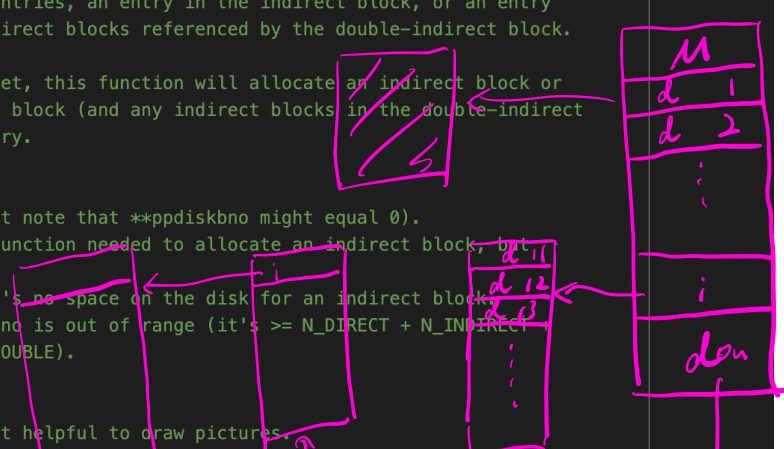 ntries, an entry in the indirect block, or an entry
irect blocks referenced by the double-indirect block.
et, this function will allocate an indirect block or
block (and any indirect blocks in the double-indirect
ry.
t note that **ppdiskbno might equal 0).
unction needed to allocate an indirect block, but
's no space on the disk for an indirect block.
no is out of range (it's >= N_DIRECT + N_INDIRECT +
OUBLE).
t helpful to draw pictures.
M
d 1
d 2
i
dou
d 11
d 12
d 13
i